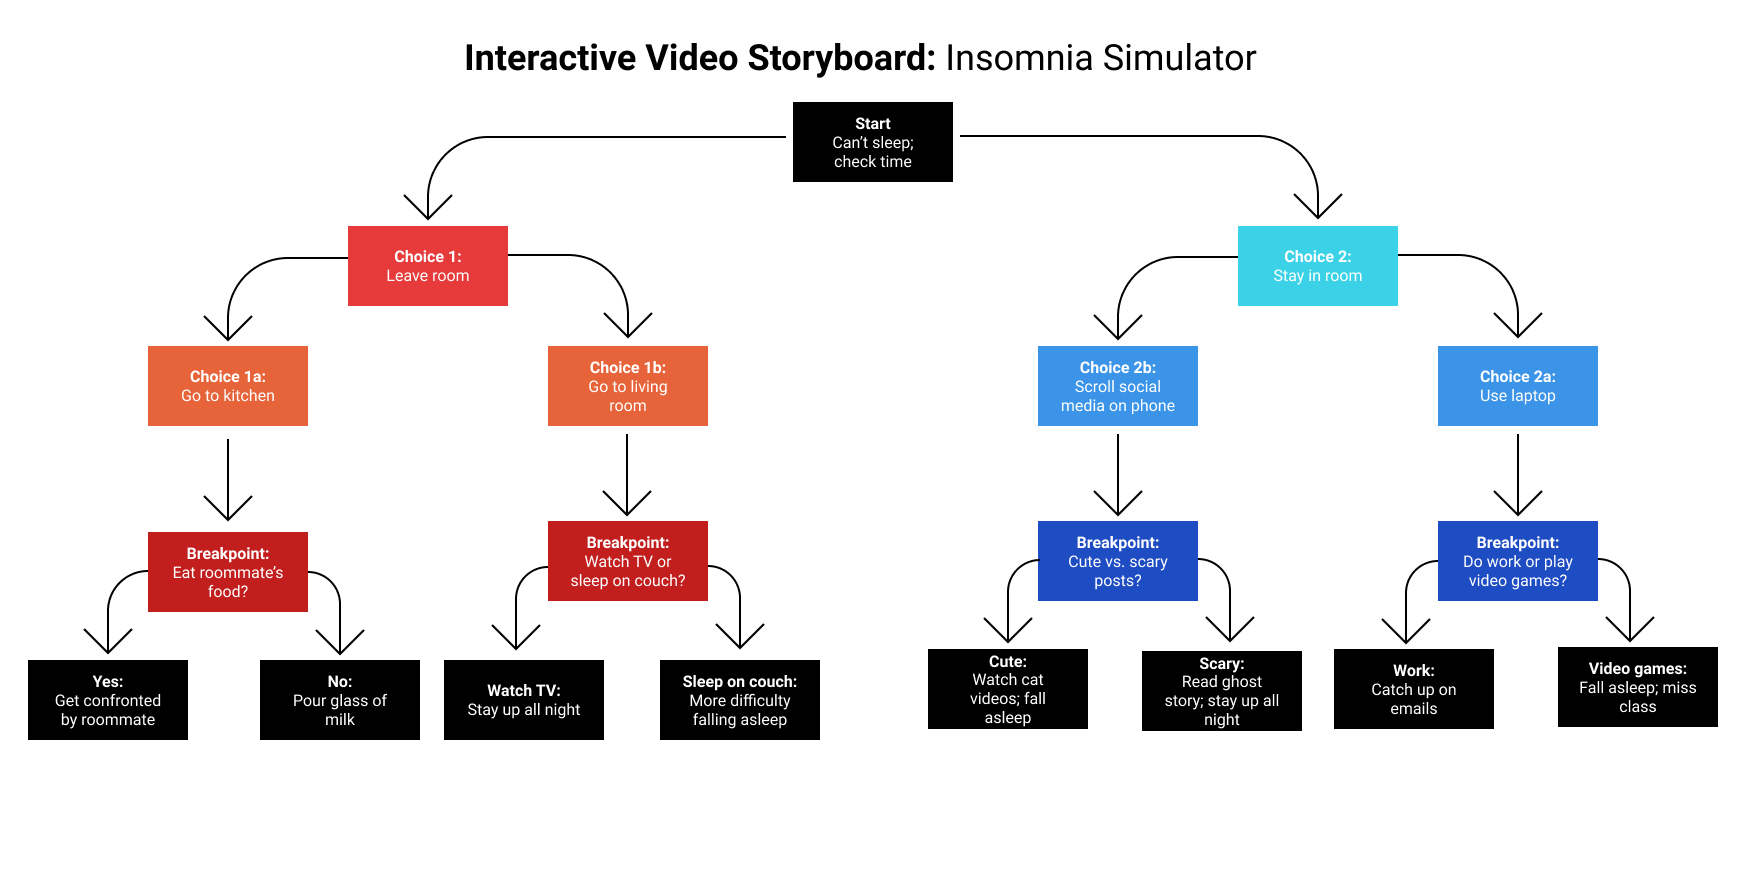 Interactive Video Storyboard: Insomnia Simulator
Start
Can't sleep;
check time
Choice 1:
Leave room
Choice 2:
Stay in room
Choice 1a:
Go to kitchen
Choice 1b:
Go to living
room
Choice 2b:
Scroll social
media on phone
Choice 2a:
Use laptop
Breakpoint:
Eat roommate's
food?
Breakpoint:
Watch TV or
sleep on couch?
Breakpoint:
Cute vs. scary
posts?
Breakpoint:
Do work or play
video games?
Yes:
Get confronted
by roommate
No:
Pour glass of
milk
Watch TV:
Stay up all night
Sleep on couch:
More difficulty
falling asleep
Cute:
Watch cat
videos; fall
asleep
Scary:
Read ghost
story; stay up all
night
Work:
Catch up on
emails
Video games:
Fall asleep; miss
class